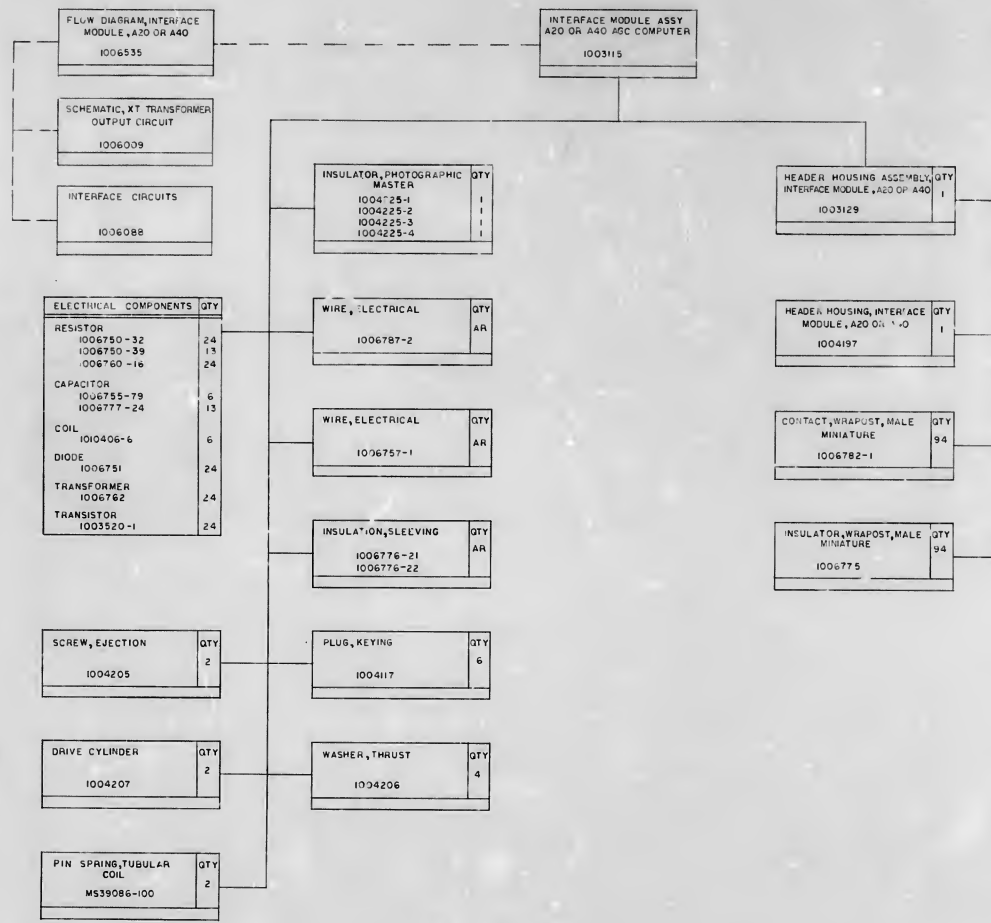 FLOW DIAGRAM, INTERFACE
MODULE, A20 OR A40
1006535
INTERFACE MODULE ASSY
A20 OR A40 AGC COMPUTER
1003115
SCHEMATIC, XT TRANSFORMER
OUTPUT CIRCUIT
1006009
INTERFACE CIRCUITS
1006088
INSULATOR, PHOTOGRAPHIC
MASTER
QTY
1004225-1 1
1004225-2 1
1004225-3 1
1004225-4 1
HEADER HOUSING ASSEMBLY,
INTERFACE MODULE, A20 OR A40
1003129
QTY
1
ELECTRICAL COMPONENTS QTY
RESISTOR
1006750-32 24
1006750-39 13
1006760-16 24
CAPACITOR
1006755-79 6
1006777-24 13
COIL
1010406-6 6
DIODE
1006751 24
TRANSFORMER
1006762 24
TRANSISTOR
1003520-1 24
WIRE, ELECTRICAL
1006787-2
QTY
AR
HEADER HOUSING, INTERFACE
MODULE, A20 OR A40
1004197
QTY
1
WIRE, ELECTRICAL
1006757-1
QTY
AR
CONTACT, WRAPOST, MALE
MINIATURE
1006782-1
QTY
94
INSULATION, SLEEVING
1006776-21
1006776-22
QTY
AR
INSULATOR, WRAPOST, MALE
MINIATURE
1006775
QTY
94
SCREW, EJECTION
1004205
QTY
2
PLUG, KEYING
1004117
QTY
6
DRIVE CYLINDER
1004207
QTY
2
WASHER, THRUST
1004206
QTY
4
PIN SPRING, TUBULAR
COIL
MS39086-100
QTY
2